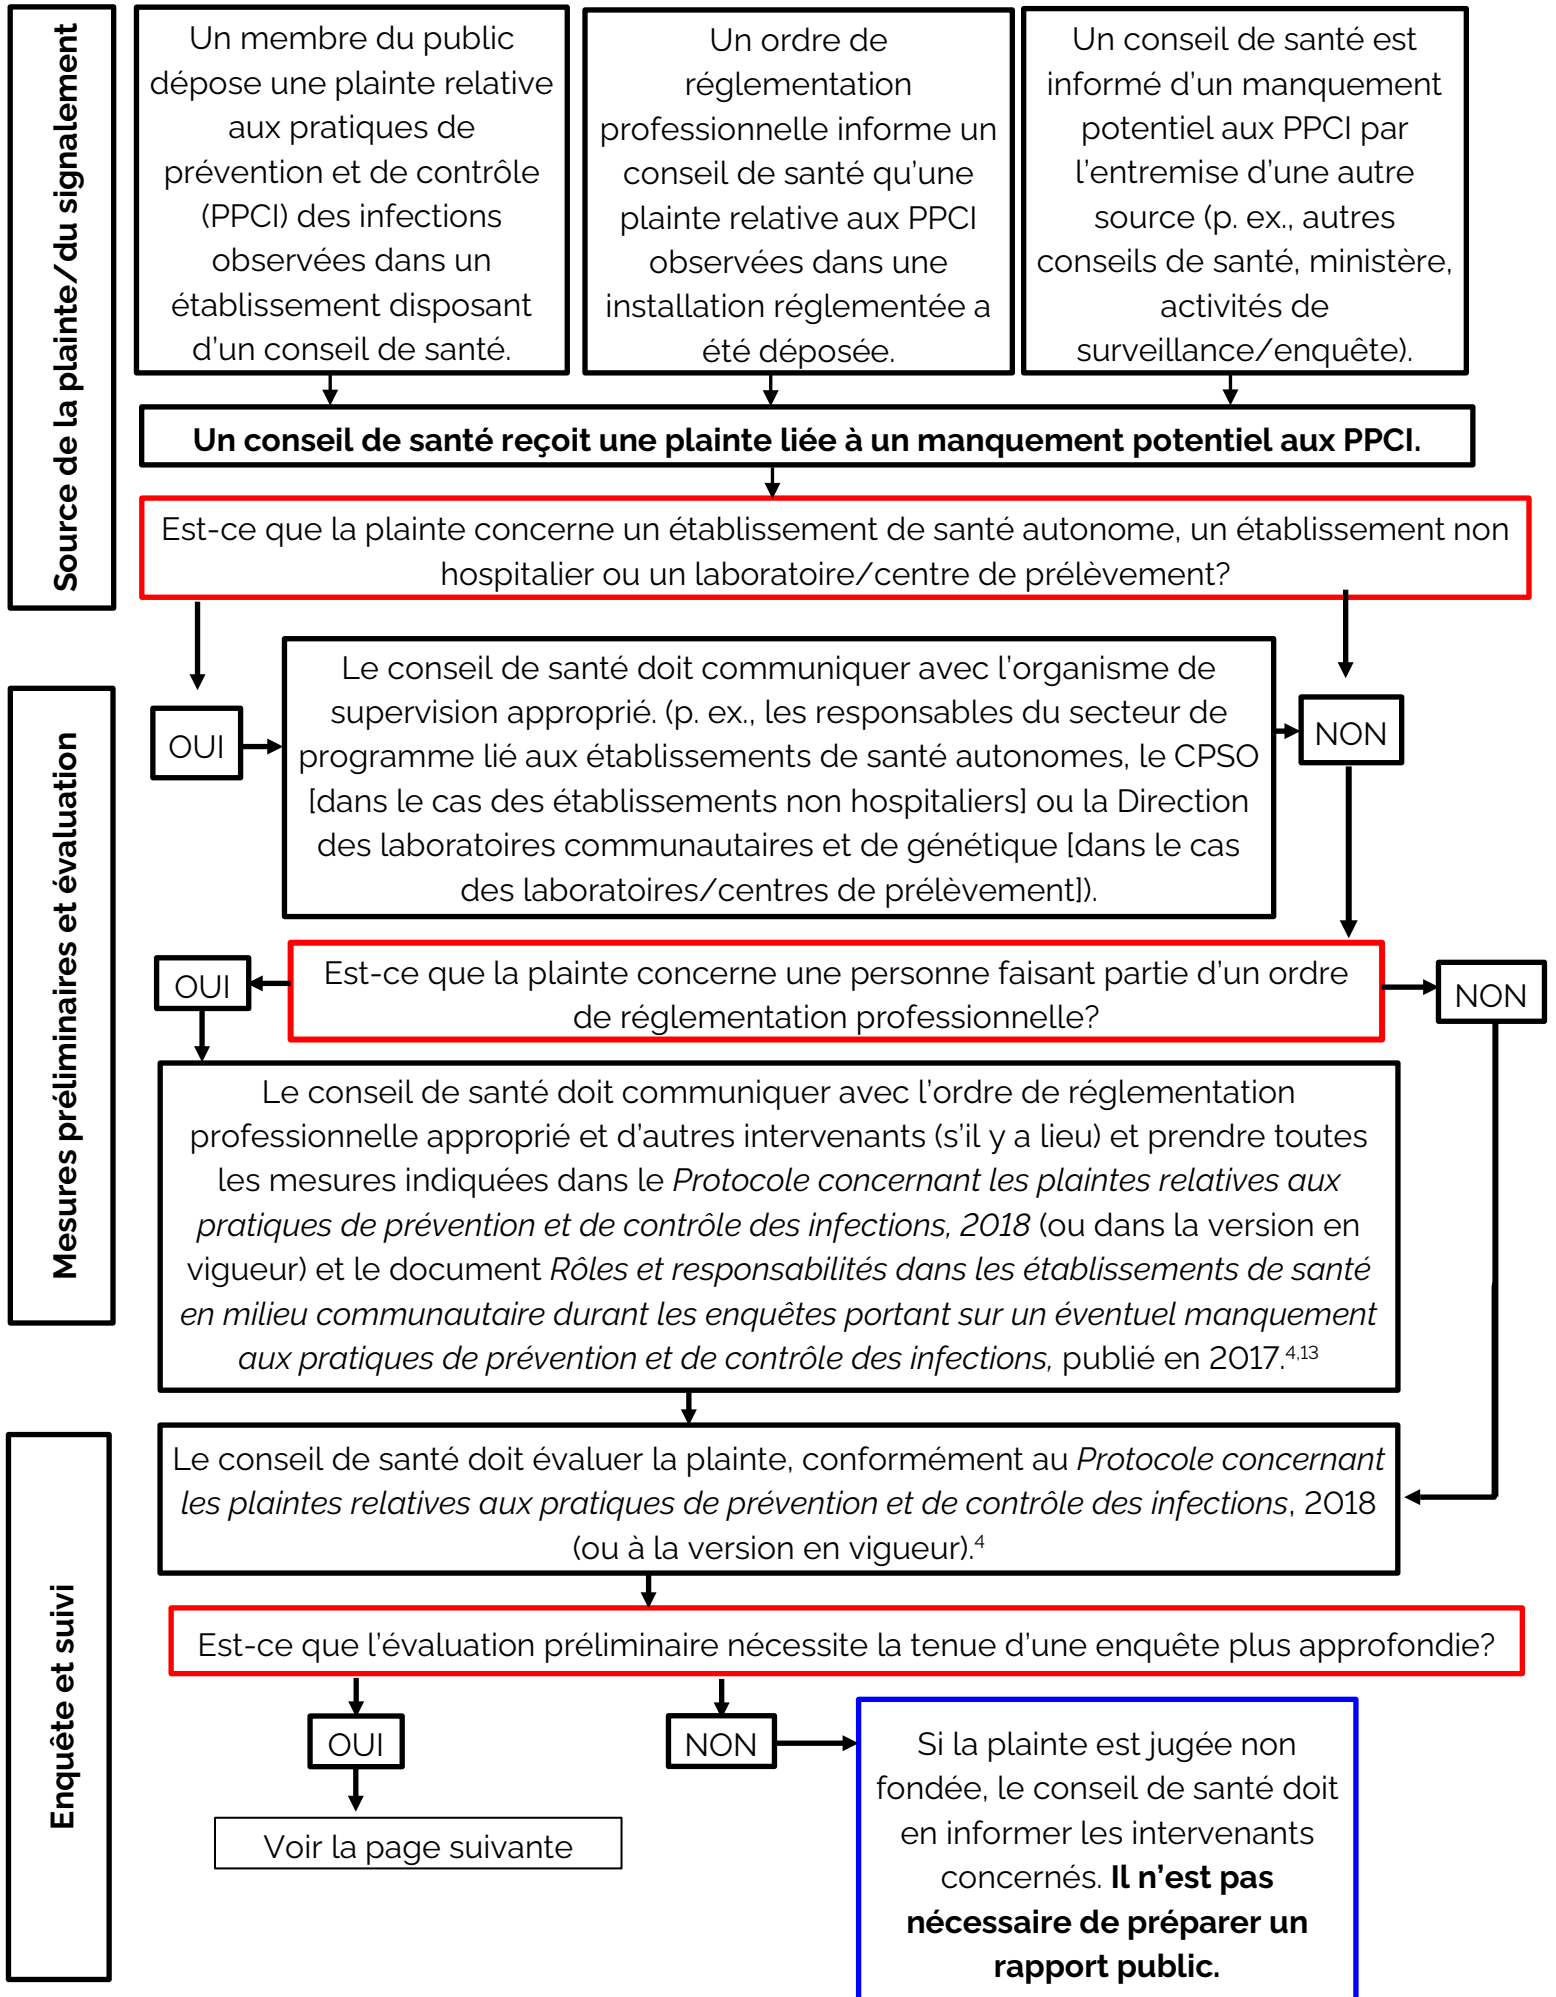 Source de la plainte/du signalement
Un membre du public
dépose une plainte relative
aux pratiques de
prévention et de contrôle
(PPCI) des infections
observées dans un
établissement disposant
d'un conseil de santé.
Un ordre de
réglementation
professionnelle informe un
conseil de santé qu'une
plainte relative aux PPCI
observées dans une
installation réglementée a
été déposée.
Un conseil de santé est
informé d'un manquement
potentiel aux PPCI par
l'entremise d'une autre
source (p. ex., autres
conseils de santé, ministère,
activités de
surveillance/enquête).
Un conseil de santé reçoit une plainte liée à un manquement potentiel aux PPCI.
Est-ce que la plainte concerne un établissement de santé autonome, un établissement non
hospitalier ou un laboratoire/centre de prélèvement?
Mesures préliminaires et évaluation
OUI
Le conseil de santé doit communiquer avec l'organisme de
supervision approprié. (p. ex., les responsables du secteur de
programme lié aux établissements de santé autonomes, le CPSO
[dans le cas des établissements non hospitaliers] ou la Direction
des laboratoires communautaires et de génétique [dans le cas
des laboratoires/centres de prélèvement]).
NON
OUI
Est-ce que la plainte concerne une personne faisant partie d'un ordre
de réglementation professionnelle?
NON
Le conseil de santé doit communiquer avec l'ordre de réglementation
professionnelle approprié et d'autres intervenants (s'il y a lieu) et prendre toutes
les mesures indiquées dans le Protocole concernant les plaintes relatives aux
pratiques de prévention et de contrôle des infections, 2018 (ou dans la version en
vigueur) et le document Rôles et responsabilités dans les établissements de santé
en milieu communautaire durant les enquêtes portant sur un éventuel manquement
aux pratiques de prévention et de contrôle des infections, publié en 2017.4,13
Enquête et suivi
Le conseil de santé doit évaluer la plainte, conformément au Protocole concernant
les plaintes relatives aux pratiques de prévention et de contrôle des infections, 2018
(ou à la version en vigueur).4
Est-ce que l'évaluation préliminaire nécessite la tenue d'une enquête plus approfondie?
OUI
NON
Voir la page suivante
Si la plainte est jugée non
fondée, le conseil de santé doit
en informer les intervenants
concernés. Il n'est pas
nécessaire de préparer un
rapport public.